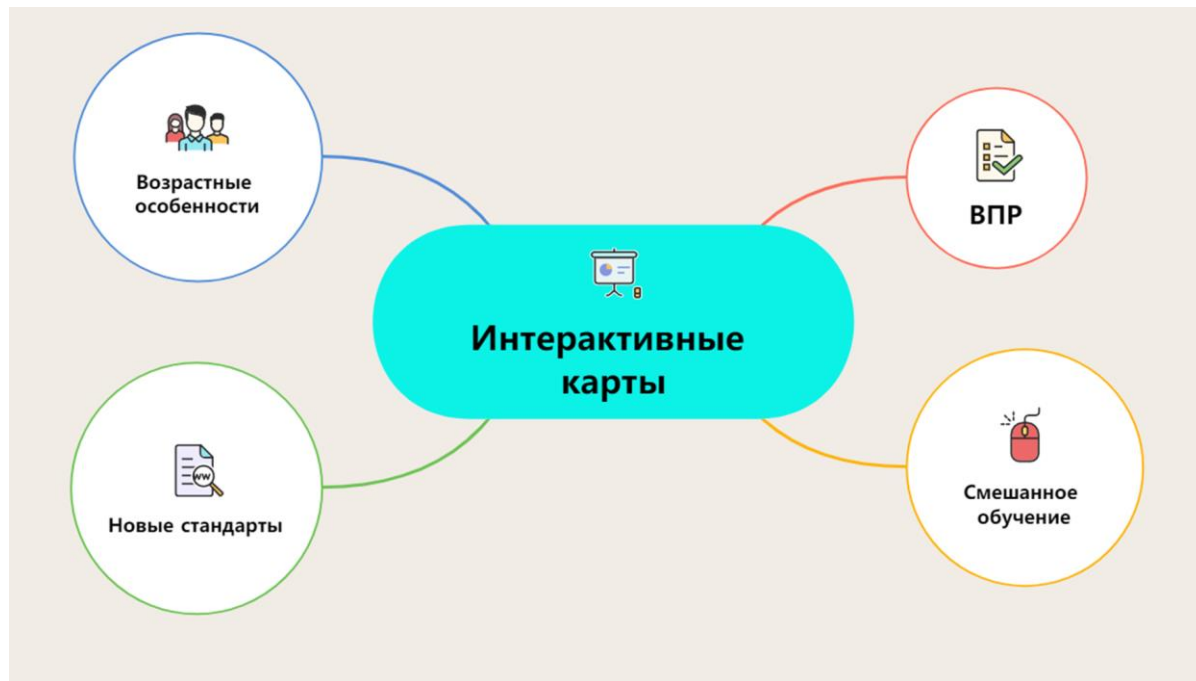 Возрастные
особенности
ВПР
Интерактивные
карты
Новые стандарты
Смешанное
обучение